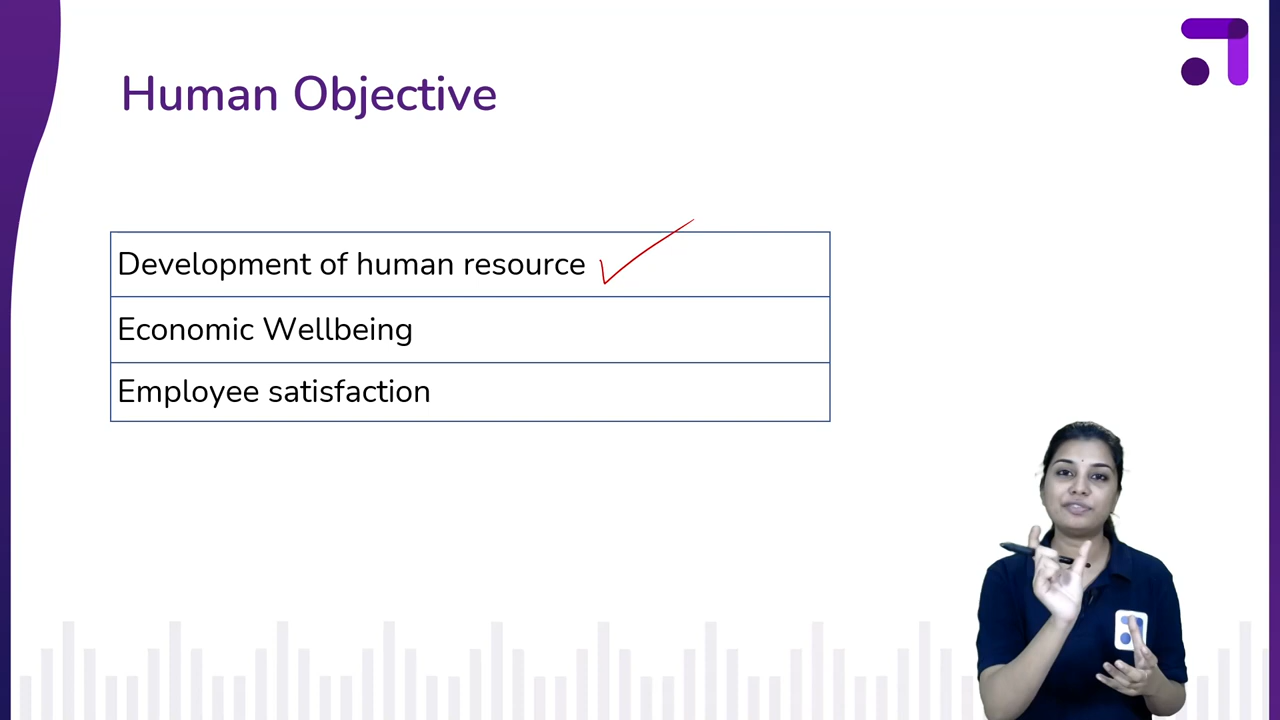 Human Objective
Development of human resource
Economic Wellbeing
Employee satisfaction